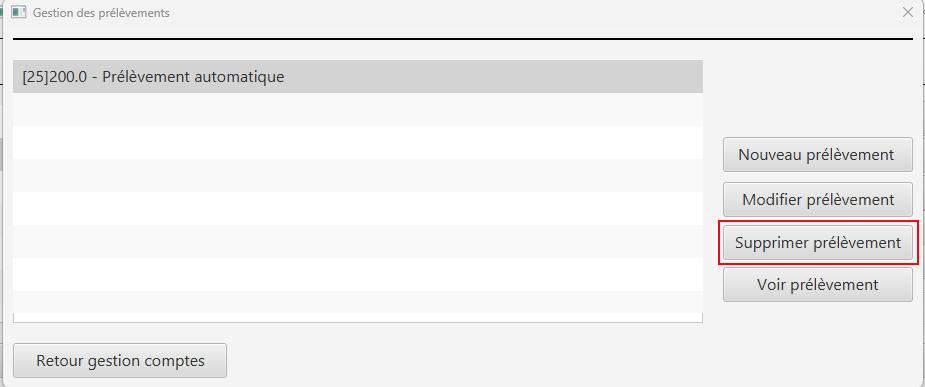 Gestion des prélèvements
[25]200.0 - Prélèvement automatique
Nouveau prélèvement
Modifier prélèvement
Supprimer prélèvement
Voir prélèvement
Retour gestion comptes